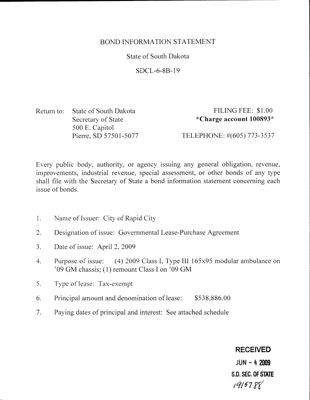 BOND INFORMATION STATEMENT
State of South Dakota
SDCL-6-8B-19
Return to: State of South Dakota FILING FEE: $1.00
Secretary of State *Charge account 100893*
500 E. Capitol
Pierre, SD 57501-5077 TELEPHONE: #(605) 773-3537
Every public body, authority, or agency issuing any general obligation, revenue,
improvements, industrial revenue, special assessment, or other bonds of any type
shall file with the Secretary of State a bond information statement concerning each
issue of bonds.
1. Name of Issuer: City of Rapid City
2. Designation of issue: Governmental Lease-Purchase Agreement
3. Date of issue: April 2, 2009
4. Purpose of issue: (4) 2009 Class I, Type III 165x95 modular ambulance on
'09 GM chassis; (1) remount Class I on '09 GM
5. Type of lease: Tax-exempt
6. Principal amount and denomination of lease: $538,886.00
7. Paying dates of principal and interest: See attached schedule
RECEIVED
JUN - 4 2009
S.D. SEC. OF STATE